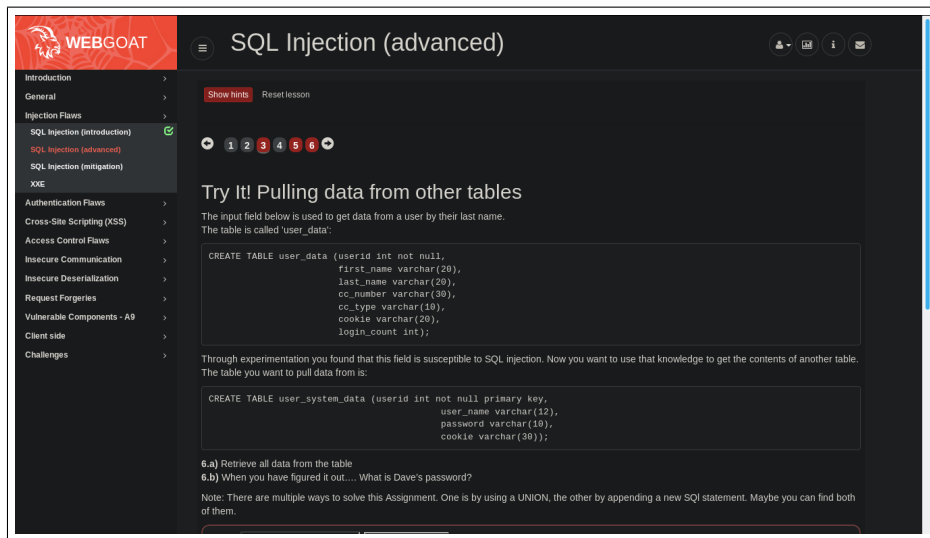 WEBGOAT
SQL Injection (advanced)
Introduction
General
Injection Flaws
SQL Injection (introduction)
SQL Injection (advanced)
SQL Injection (mitigation)
XXE
Authentication Flaws
Cross-Site Scripting (XSS)
Access Control Flaws
Insecure Communication
Insecure Deserialization
Request Forgeries
Vulnerable Components - A9
Client side
Challenges
Show hints Reset lesson
1 2 3 4 5 6
Try It! Pulling data from other tables
The input field below is used to get data from a user by their last name.
The table is called 'user_data':
CREATE TABLE user_data (userid int not null,
first_name varchar(20),
last_name varchar(20),
cc_number varchar(30),
cc_type varchar(10),
cookie varchar(20),
login_count int);
Through experimentation you found that this field is susceptible to SQL injection. Now you want to use that knowledge to get the contents of another table.
The table you want to pull data from is:
CREATE TABLE user_system_data (userid int not null primary key,
user_name varchar(12),
password varchar(10),
cookie varchar(30));
6.a) Retrieve all data from the table
6.b) When you have figured it out.... What is Dave's password?
Note: There are multiple ways to solve this Assignment. One is by using a UNION, the other by appending a new SQl statement. Maybe you can find both
of them.